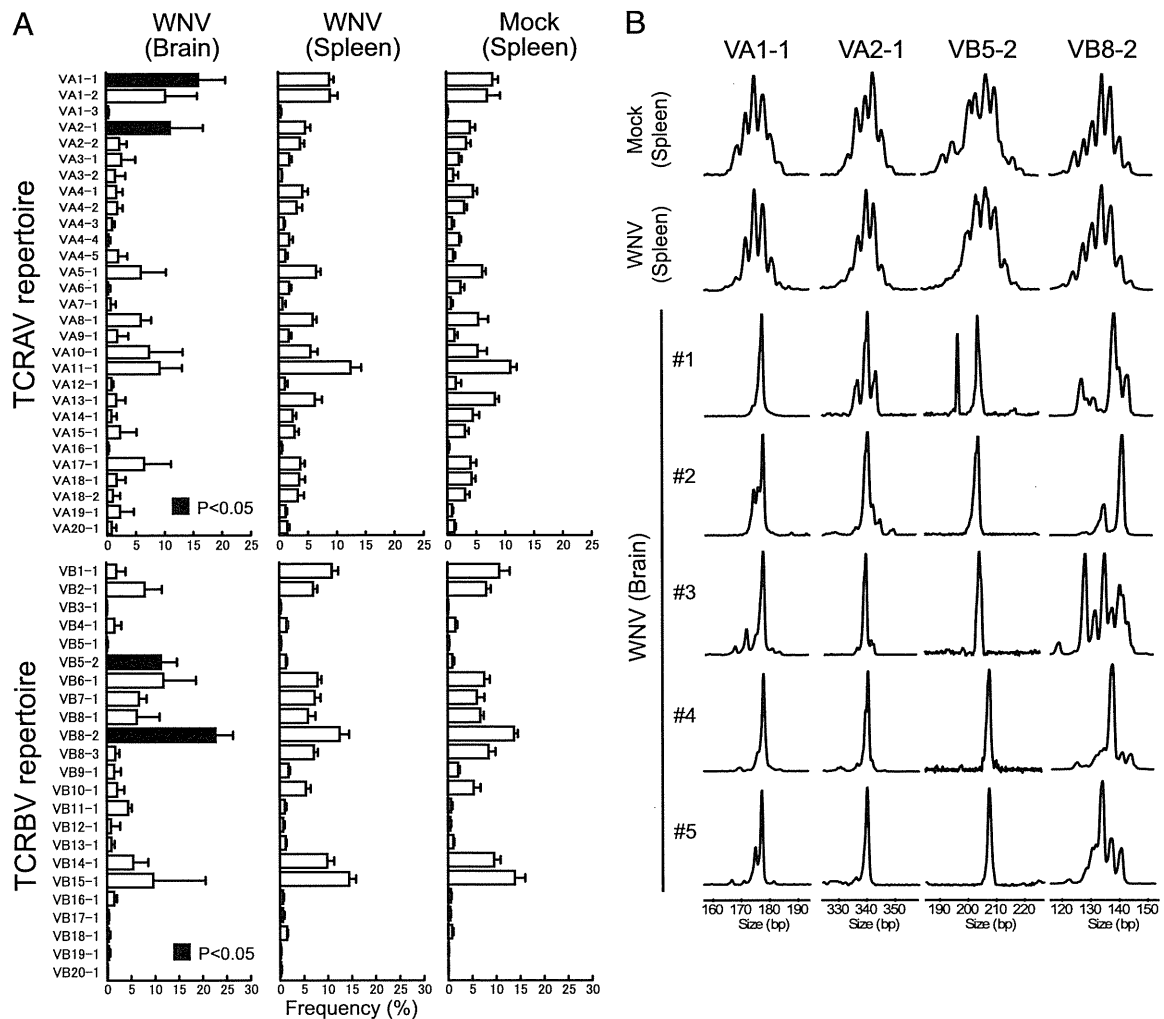 A
WNV
(Brain)
WNV
(Spleen)
Mock
(Spleen)
TCRAV repertoire
VA1-1
VA1-2
VA1-3
VA2-1
VA2-2
VA3-1
VA3-2
VA4-1
VA4-2
VA4-3
VA4-4
VA4-5
VA5-1
VA6-1
VA7-1
VA8-1
VA9-1
VA10-1
VA11-1
VA12-1
VA13-1
VA14-1
VA15-1
VA16-1
VA17-1
VA18-1
VA18-2
VA19-1
VA20-1
P<0.05
0 5 10 15 20 25 30
0 5 10 15 20 25
0 5 10 15 20 25
TCRBV repertoire
VB1-1
VB2-1
VB3-1
VB4-1
VB5-1
VB5-2
VB6-1
VB7-1
VB8-1
VB8-2
VB8-3
VB9-1
VB10-1
VB11-1
VB12-1
VB13-1
VB14-1
VB15-1
VB16-1
VB17-1
VB18-1
VB19-1
VB20-1
P<0.05
0 5 10 15 20 25 30
0 5 10 15 20 25 30
0 5 10 15 20 25 30
Frequency (%)
B
VA1-1 VA2-1 VB5-2 VB8-2
Mock
(Spleen)
WNV
(Spleen)
WNV (Brain)
#1
#2
#3
#4
#5
160 170 180 190
Size (bp)
330 340 350
Size (bp)
190 200 210 220
Size (bp)
120 130 140 150
Size (bp)